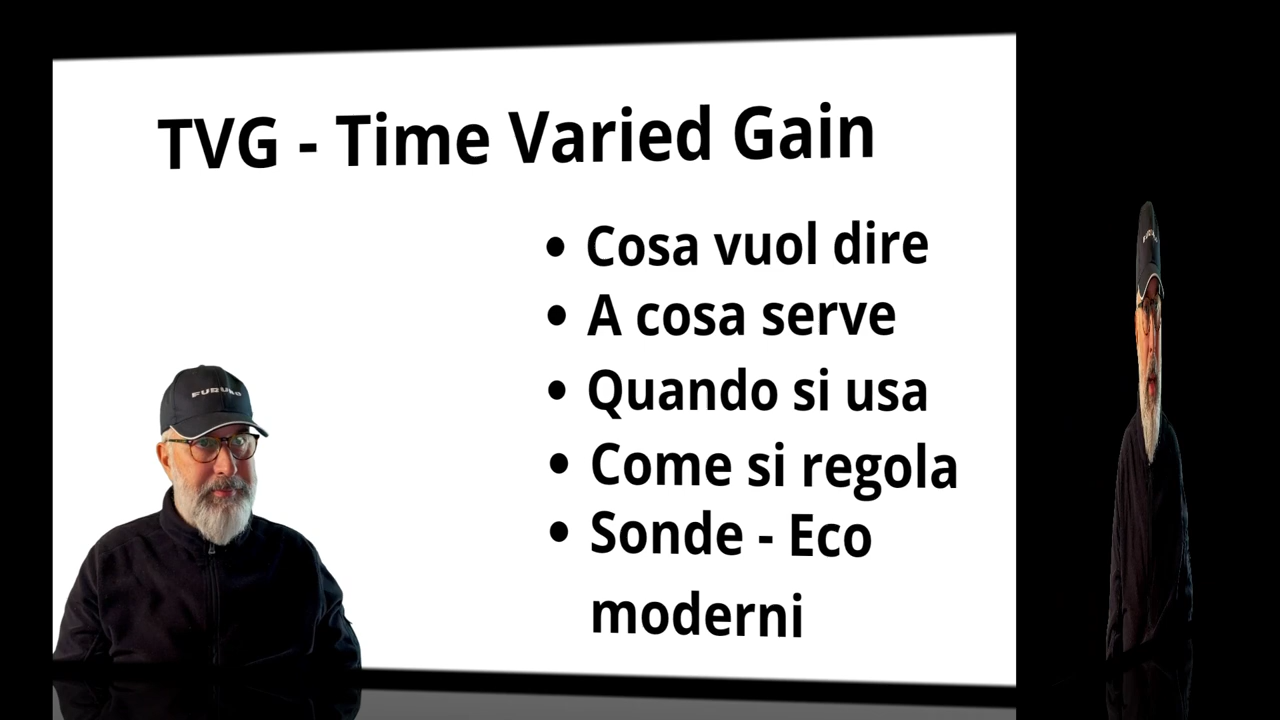 TVG - Time Varied Gain
• Cosa vuol dire
• A cosa serve
• Quando si usa
• Come si regola
• Sonde - Eco
moderni
FURUNO